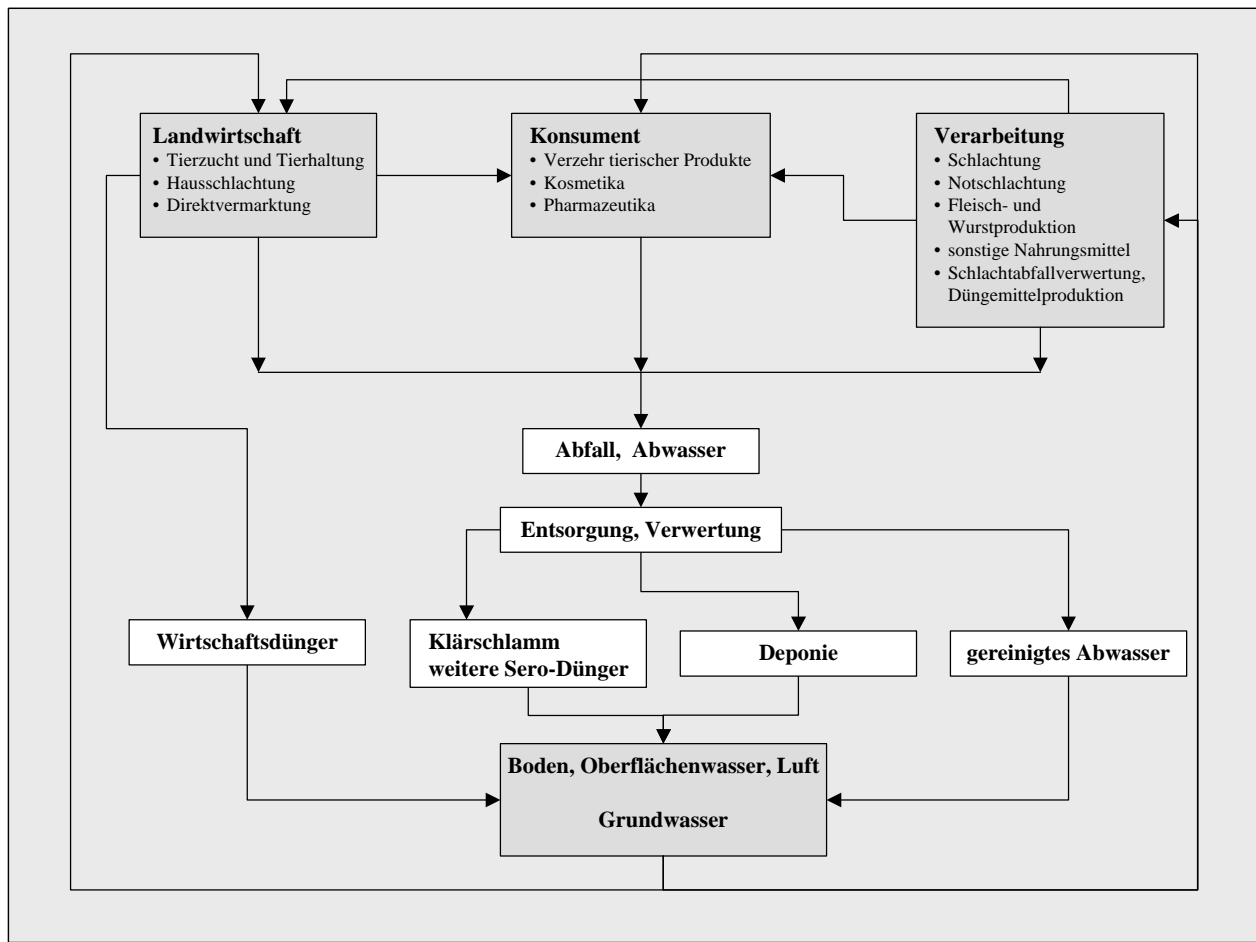 Landwirtschaft
• Tierzucht und Tierhaltung
• Hausschlachtung
• Direktvermarktung
Konsument
• Verzehr tierischer Produkte
• Kosmetika
• Pharmazeutika
Verarbeitung
• Schlachtung
• Notschlachtung
• Fleisch- und
Wurstproduktion
• sonstige Nahrungsmittel
• Schlachtabfallverwertung,
Düngemittelproduktion
Abfall, Abwasser
Entsorgung, Verwertung
Wirtschaftsdünger
Klärschlamm
weitere Sero-Dünger
Deponie
gereinigtes Abwasser
Boden, Oberflächenwasser, Luft
Grundwasser